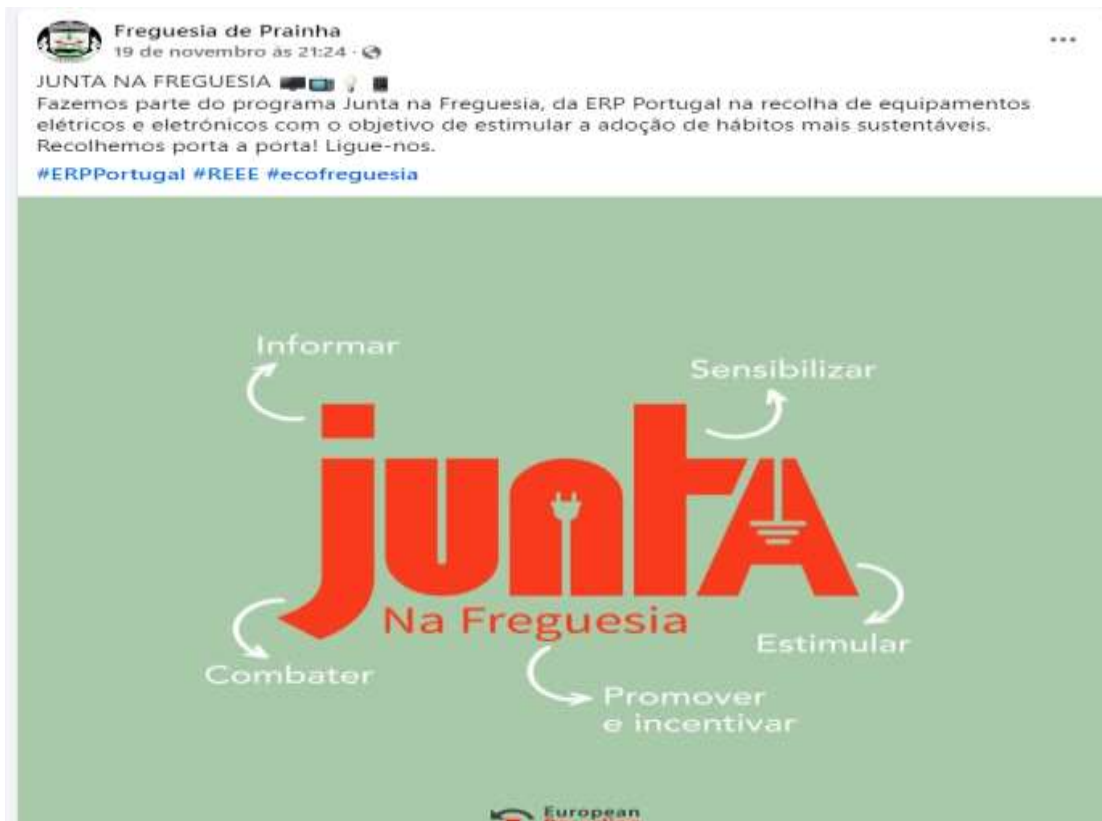 Freguesia de Prainha
19 de novembro às 21:24 ·
JUNTA NA FREGUESIA
Fazemos parte do programa Junta na Freguesia, da ERP Portugal na recolha de equipamentos
elétricos e eletrónicos com o objetivo de estimular a adoção de hábitos mais sustentáveis.
Recolhemos porta a porta! Ligue-nos.
#ERPPortugal #REEE #ecofreguesia
Informar
Sensibilizar
junta
Na Freguesia
Estimular
Combater
Promover
e incentivar
European